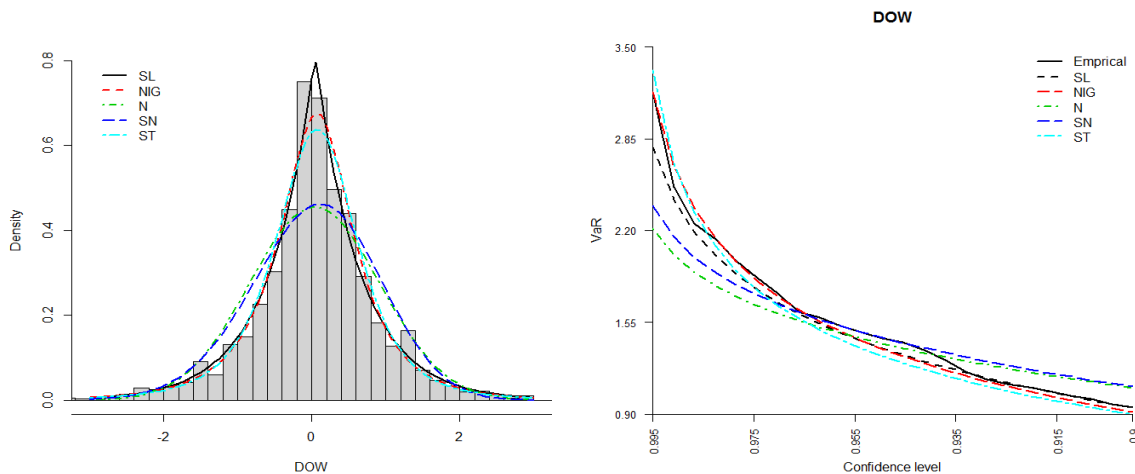 0.8
0.6
0.4
0.2
0.0
Density
SL
NIG
N
SN
ST
-2
0
2
DOW
DOW
3.50
2.85
2.20
1.55
0.90
VaR
Emprical
SL
NIG
N
SN
ST
0.995
0.975
0.955
0.935
0.915
Confidence level